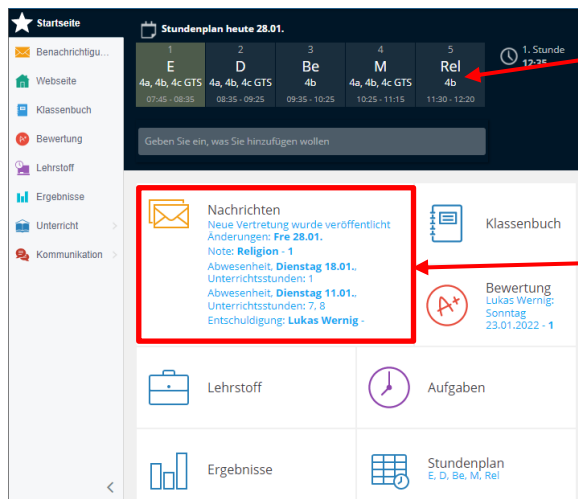 Startseite
Benachrichtigu...
Webseite
Klassenbuch
Bewertung
Lehrstoff
Ergebnisse
Unterricht
Kommunikation
Stundenplan heute 28.01.
1
E
4a, 4b, 4c GTS
07:45 - 08:35
2
D
4a, 4b, 4c GTS
08:35 - 09:25
3
Be
4b
09:35 - 10:25
4
M
4a, 4b, 4c GTS
10:25 - 11:15
5
Rel
4b
11:30 - 12:20
1. Stunde
12:35
Geben Sie ein, was Sie hinzufügen wollen
Nachrichten
Neue Vertretung wurde veröffentlicht
Änderungen: Fre 28.01.
Note: Religion - 1
Abwesenheit, Dienstag 18.01..
Unterrichtsstunden: 1
Abwesenheit, Dienstag 11.01..
Unterrichtsstunden: 7, 8
Entschuldigung: Lukas Wernig -
Klassenbuch
A+
Bewertung
Lukas Wernig:
Sonntag
23.01.2022 - 1
Lehrstoff
Aufgaben
Ergebnisse
Stundenplan
E, D, Be, M, Rel